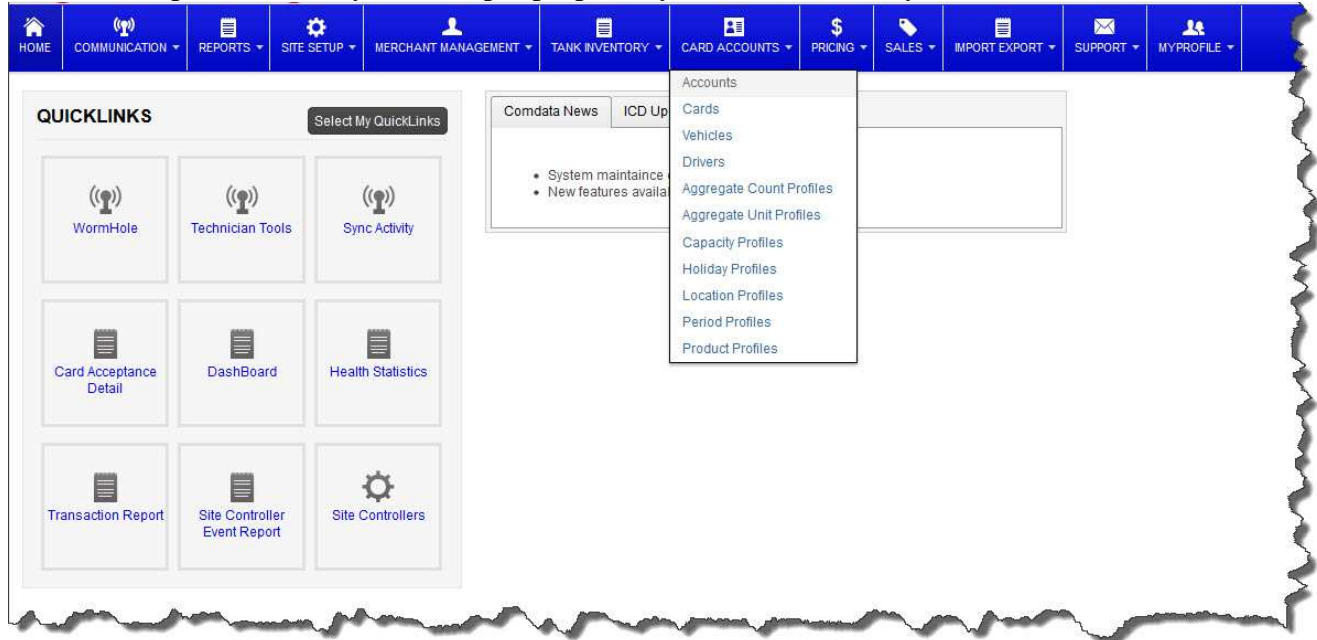 HOME
COMMUNICATION
REPORTS
SITE SETUP
MERCHANT MANAGEMENT
TANK INVENTORY
CARD ACCOUNTS
PRICING
SALES
IMPORT EXPORT
SUPPORT
MYPROFILE
Accounts
Cards
Vehicles
Drivers
Aggregate Count Profiles
Aggregate Unit Profiles
Capacity Profiles
Holiday Profiles
Location Profiles
Period Profiles
Product Profiles
QUICKLINKS
Select My QuickLinks
WormHole
Technician Tools
Sync Activity
Card Acceptance
Detail
DashBoard
Health Statistics
Transaction Report
Site Controller
Event Report
Site Controllers
Comdata News
ICD Up
System maintaince
New features availa